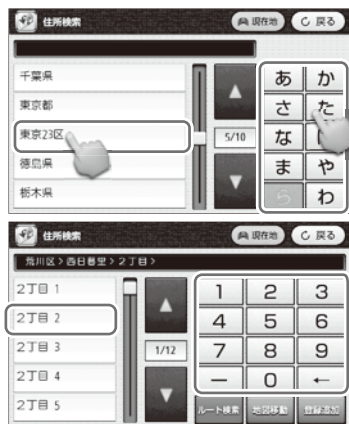 住所検索 現在地 戻る
千葉県
東京都
東京23区
徳島県
栃木県
5/10
あ か
さ た
な
ま や
ら わ
住所検索 現在地 戻る
荒川区>西日暮里>2丁目>
2丁目 1
2丁目 2
2丁目 3
2丁目 4
2丁目 5
1/12
1 2 3
4 5 6
7 8 9
— 0 ←
ルート検索 地図移動 登録追加